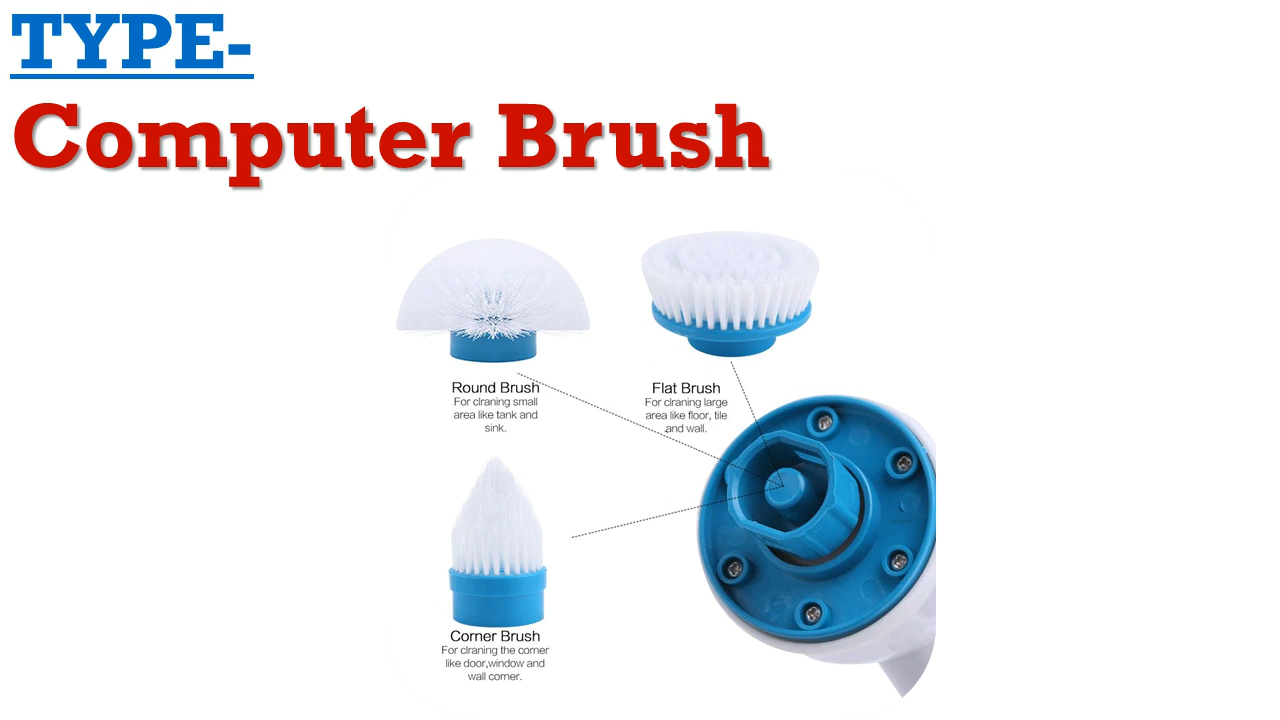 TYPE-
Computer Brush
Round Brush
For clraning small
area like tank and
sink.
Flat Brush
For clraning large
area like floor, tile
and wall.
Corner Brush
For clraning the corner
like door,window and
wall corner.